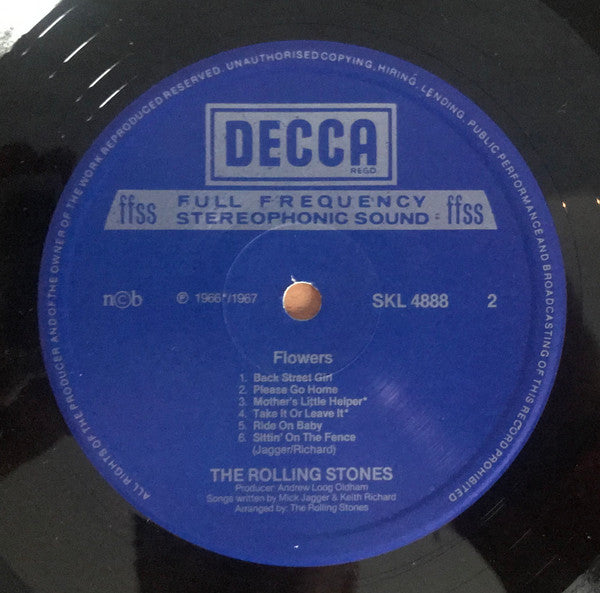 ALL RIGHTS OF THE PRODUCER AND OF THE OWNER OF THE WORK REPRODUCED RESERVED. UNAUTHORISED COPYING, HIRING, LENDING, PUBLIC PERFORMANCE AND BROADCASTING OF THIS RECORD PROHIBITED
DECCA
REGD
ffss FULL FREQUENCY STEREOPHONIC SOUND: ffss
n©b ℗ 1966*/1967 SKL 4888 2
Flowers
1. Back Street Girl
2. Please Go Home
3. Mother's Little Helper*
4. Take It Or Leave It*
5. Ride On Baby
6. Sittin' On The Fence
(Jagger/Richard)
THE ROLLING STONES
Producer: Andrew Loog Oldham
Songs written by Mick Jagger & Keith Richard
Arranged by: The Rolling Stones